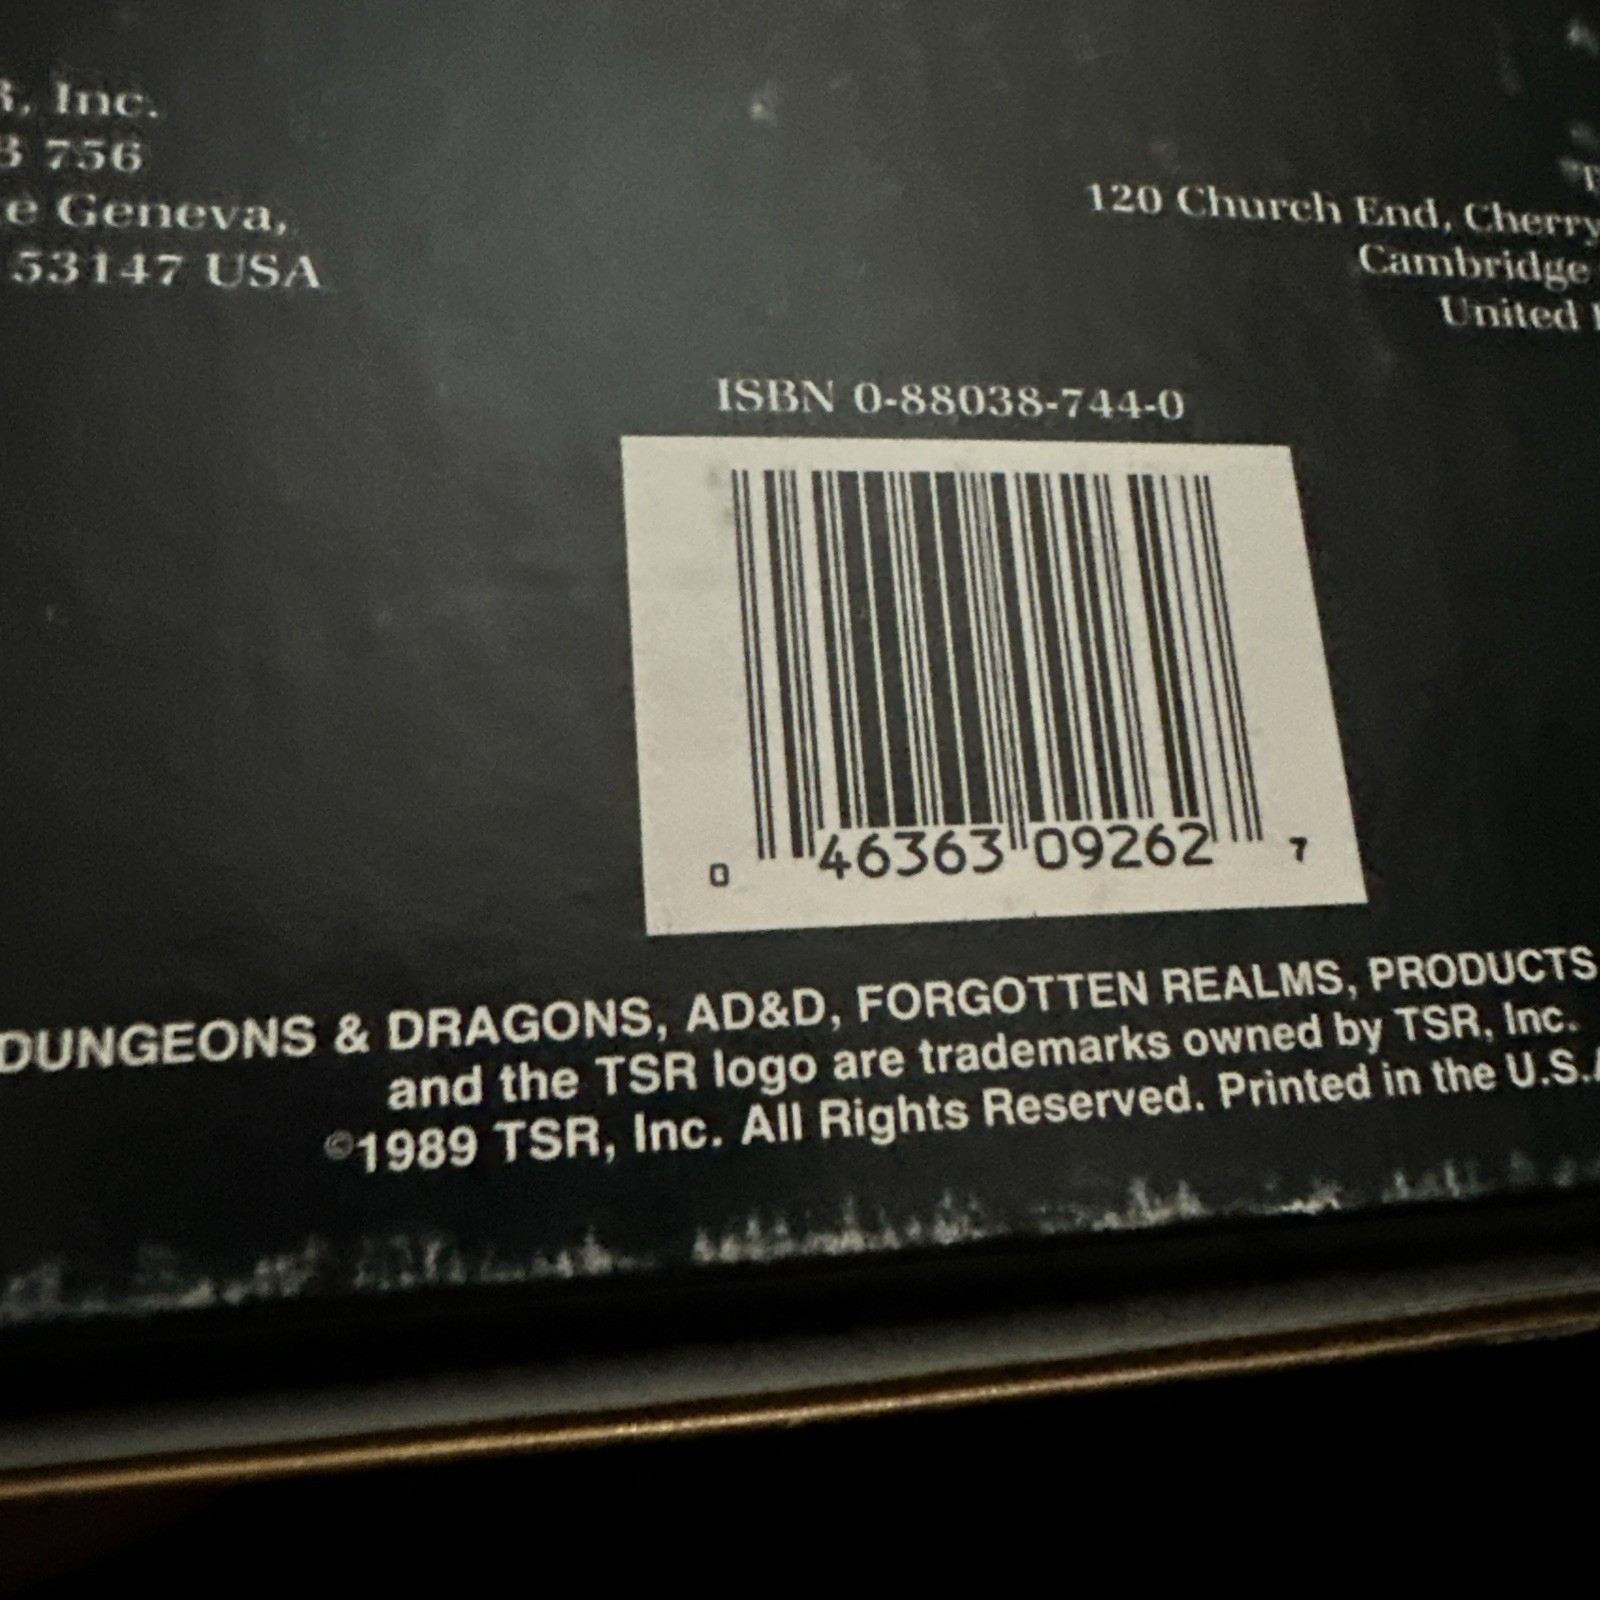 , Inc.
756
Geneva,
53147 USA
120 Church End, Cherry
Cambridge
United
ISBN 0-88038-744-0
0 46363 09262 7
DUNGEONS & DRAGONS, AD&D, FORGOTTEN REALMS, PRODUCTS
and the TSR logo are trademarks owned by TSR, Inc.
©1989 TSR, Inc. All Rights Reserved. Printed in the U.S.